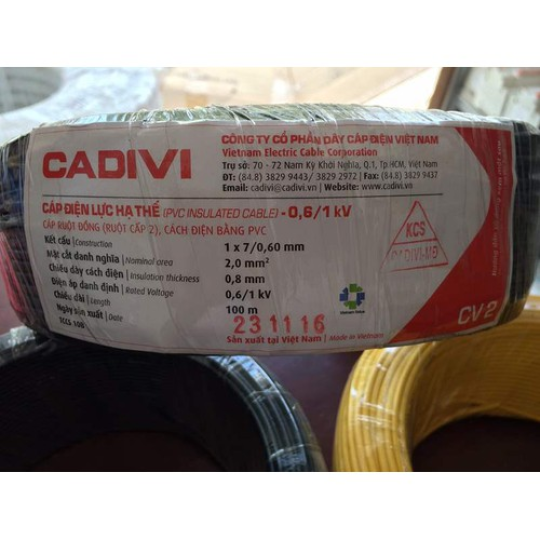 CADIVI
CÔNG TY CỔ PHẦN DÂY CÁP ĐIỆN VIỆT NAM
Vietnam Electric Cable Corporation
Trụ sở: 70 - 72 Nam Kỳ Khởi Nghĩa, Q.1, Tp HCM, Việt Nam
ĐT: (84.8) 3829 9443/ 3829 2972 | Fax: (84.8) 3829 9437
Email: cadivi@cadivi.vn | Website: www.cadivi.vn
CÁP ĐIỆN LỰC HẠ THẾ (PVC INSULATED CABLE) - 0,6/1 kV
CÁP RUỘT ĐỒNG (RUỘT CẤP 2), CÁCH ĐIỆN BẰNG PVC
Kết cấu /Construction 1 x 7/0,60 mm
Mặt cắt danh nghĩa /Nominal area 2,0 mm²
Chiều dày cách điện /Insulation thickness 0,8 mm
Điện áp danh định /Rated Voltage 0,6/1 kV
Chiều dài /Length 100 m
Ngày sản xuất /Date 231116
Sản xuất tại Việt Nam | Made in Vietnam
KCS
CADIVI-MĐ
CV 2